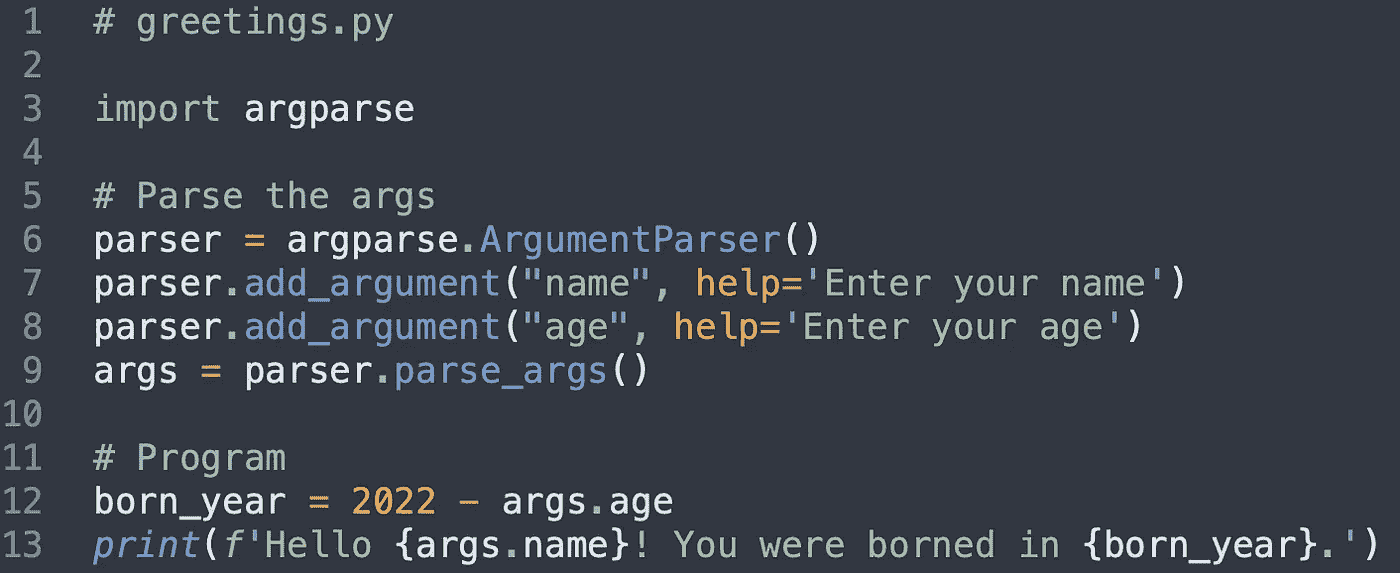 1 # greetings.py
2
3 import argparse
4
5 # Parse the args
6 parser = argparse.ArgumentParser()
7 parser.add_argument("name", help='Enter your name')
8 parser.add_argument("age", help='Enter your age')
9 args = parser.parse_args()
10
11 # Program
12 born_year = 2022 - args.age
13 print(f'Hello {args.name}! You were borned in {born_year}.')